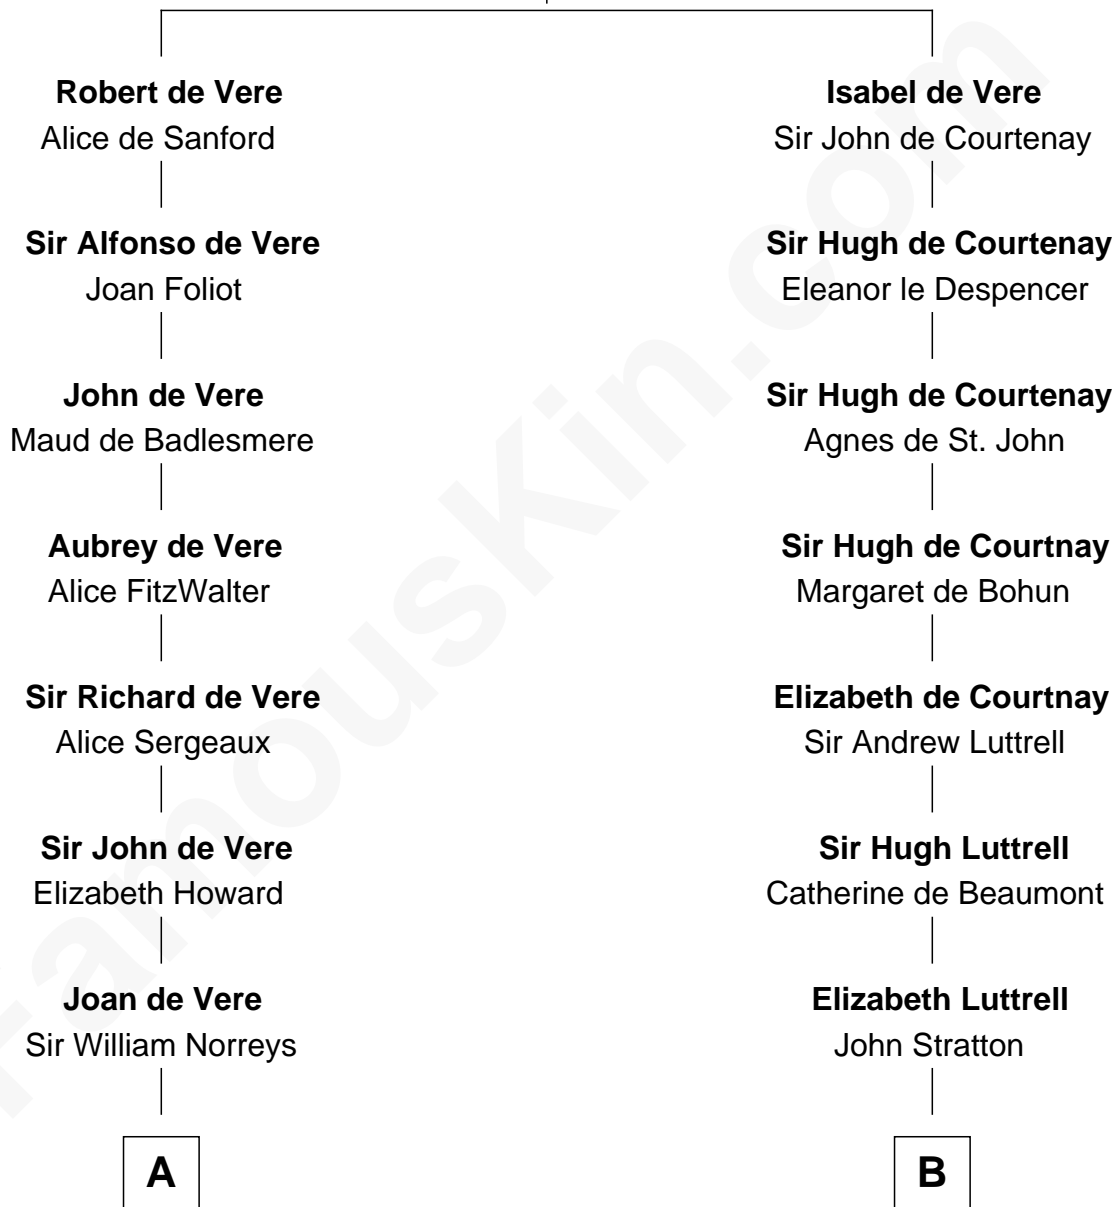 Robert de Vere
Alice de Sanford
Sir Alfonso de Vere
Joan Foliot
John de Vere
Maud de Badlesmere
Aubrey de Vere
Alice FitzWalter
Sir Richard de Vere
Alice Sergeaux
Sir John de Vere
Elizabeth Howard
Joan de Vere
Sir William Norreys
A
Isabel de Vere
Sir John de Courtenay
Sir Hugh de Courtenay
Eleanor le Despencer
Sir Hugh de Courtenay
Agnes de St. John
Sir Hugh de Courtnay
Margaret de Bohun
Elizabeth de Courtnay
Sir Andrew Luttrell
Sir Hugh Luttrell
Catherine de Beaumont
Elizabeth Luttrell
John Stratton
B
FamousKin.com